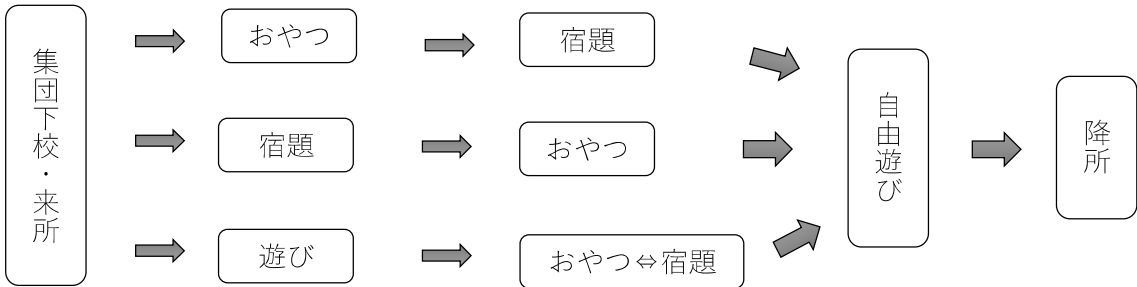 集団下校・来所
おやつ
宿題
宿題
おやつ
遊び
おやつ⇔宿題
自由遊び
降所